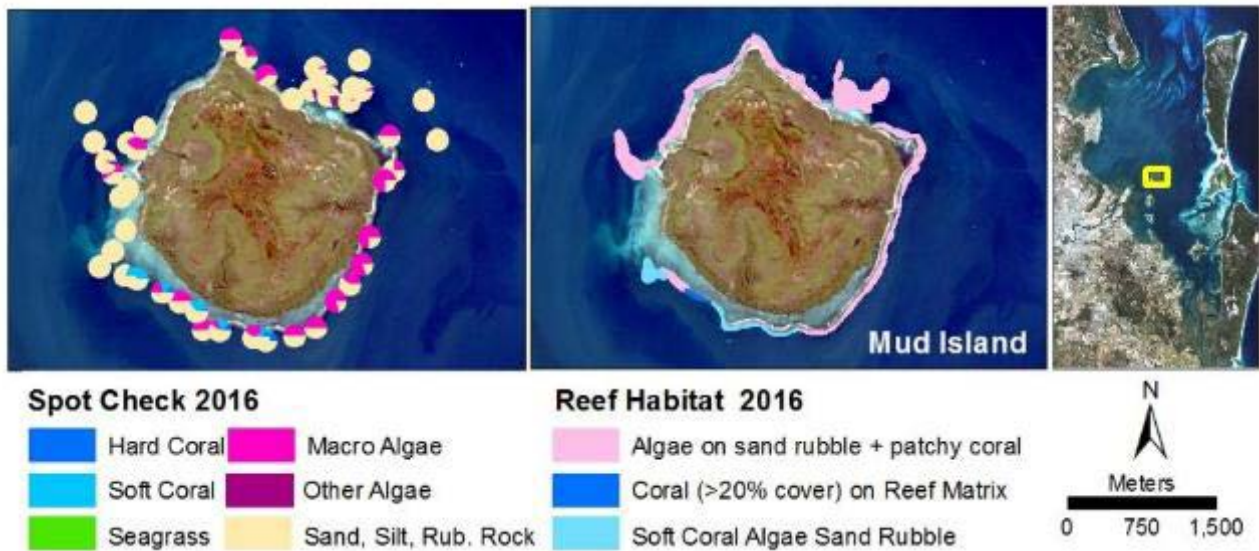 Mud Island
Spot Check 2016
Hard Coral
Macro Algae
Soft Coral
Other Algae
Seagrass
Sand, Silt, Rub. Rock
Reef Habitat 2016
Algae on sand rubble + patchy coral
Coral (>20% cover) on Reef Matrix
Soft Coral Algae Sand Rubble
N
Meters
0 750 1,500